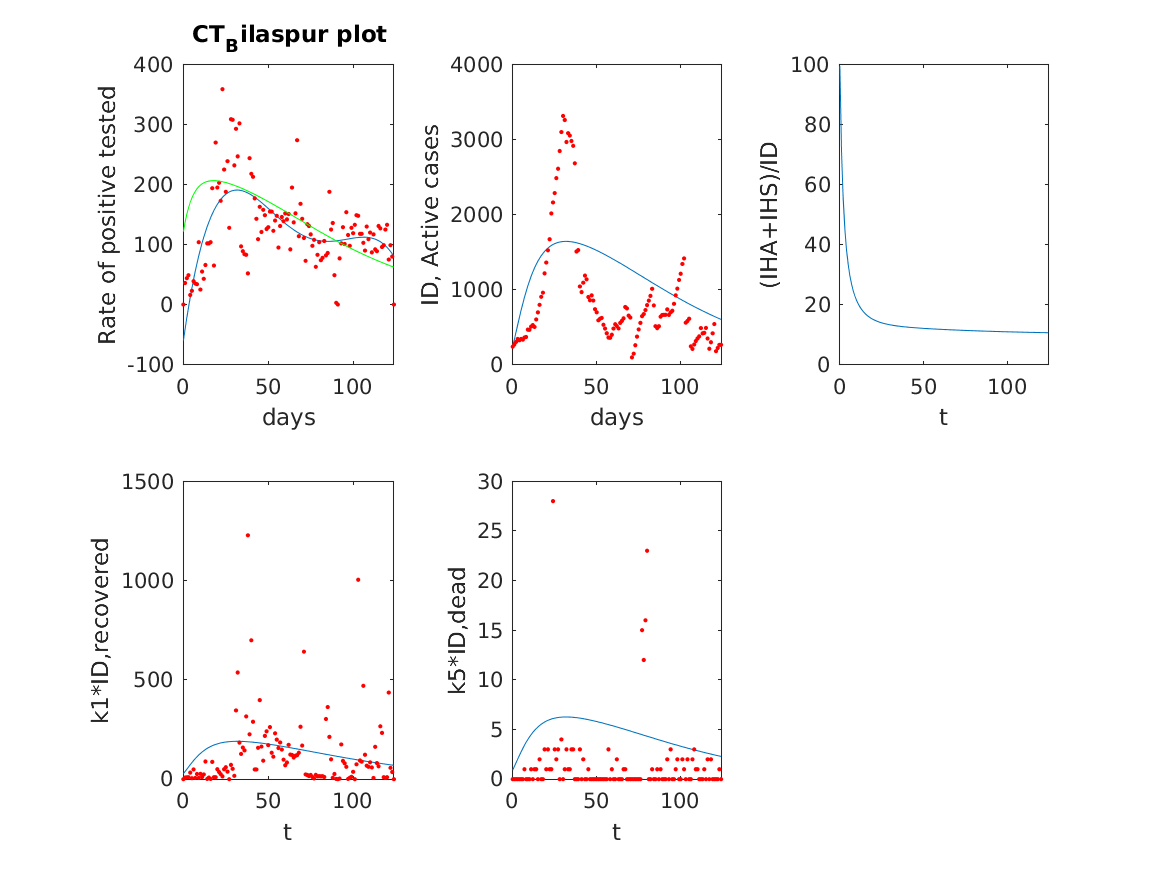 CT_Bilaspur plot
400
300
200
100
0
-100
0 50 100
Rate of positive tested
days
4000
3000
2000
1000
0
0 50 100
ID, Active cases
days
100
80
60
40
20
0
0 50 100
(IHA+IHS)/ID
t
1500
1000
500
0
0 50 100
k1*ID,recovered
t
30
25
20
15
10
5
0
0 50 100
k5*ID,dead
t